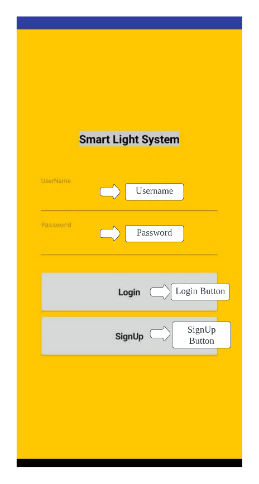 Smart Light System
UserName
Username
Password
Password
Login
Login Button
SignUp
SignUp
Button